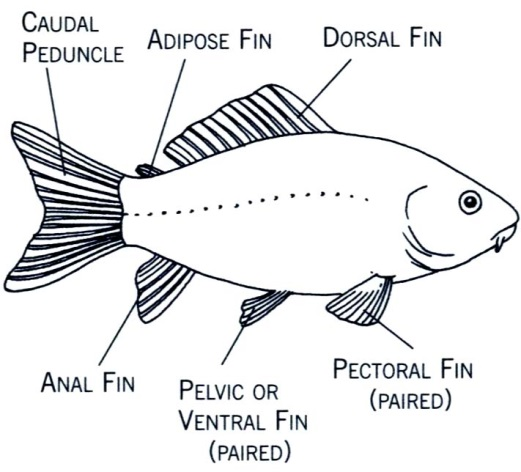 CAUDAL
PEDUNCLE
ADIPOSE FIN
DORSAL FIN
ANAL FIN
PELVIC OR
VENTRAL FIN
(PAIRED)
PECTORAL FIN
(PAIRED)